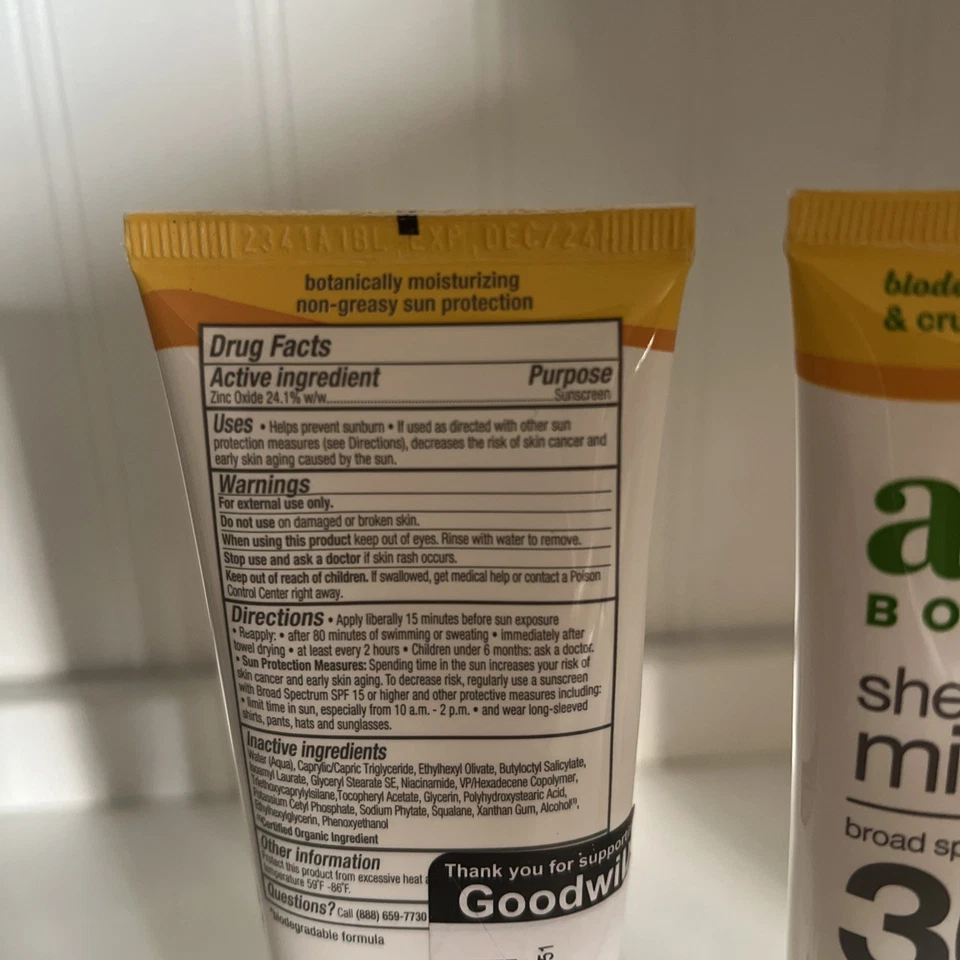 2341A18L EXP DEC/24
botanically moisturizing
non-greasy sun protection
Drug Facts
Active ingredient Purpose
Zinc Oxide 24.1% w/w Sunscreen
Uses • Helps prevent sunburn • If used as directed with other sun
protection measures (see Directions), decreases the risk of skin cancer and
early skin aging caused by the sun.
Warnings
For external use only.
Do not use on damaged or broken skin.
When using this product keep out of eyes. Rinse with water to remove.
Stop use and ask a doctor if skin rash occurs.
Keep out of reach of children. If swallowed, get medical help or contact a Poison
Control Center right away.
Directions • Apply liberally 15 minutes before sun exposure
• Reapply: • after 80 minutes of swimming or sweating • immediately after
towel drying • at least every 2 hours • Children under 6 months: ask a doctor.
• Sun Protection Measures: Spending time in the sun increases your risk of
skin cancer and early skin aging. To decrease risk, regularly use a sunscreen
with Broad Spectrum SPF 15 or higher and other protective measures including:
• limit time in sun, especially from 10 a.m. - 2 p.m. • and wear long-sleeved
shirts, pants, hats and sunglasses.
Inactive ingredients
Water (Aqua), Caprylic/Capric Triglyceride, Ethylhexyl Olivate, Butyloctyl Salicylate,
Isoamyl Laurate, Glyceryl Stearate SE, Niacinamide, VP/Hexadecene Copolymer,
Triethoxycaprylylsilane, Tocopheryl Acetate, Glycerin, Polyhydroxystearic Acid,
Potassium Cetyl Phosphate, Sodium Phytate, Squalane, Xanthan Gum, Alcohol⁽¹⁾,
Ethylhexylglycerin, Phenoxyethanol
⁽¹⁾Certified Organic Ingredient
Other information
Protect this product from excessive heat
temperature 59°F -86°F.
Questions? Call (888) 659-7730
*biodegradable formula
Thank you for support
Goodwil
51
biode
& cru
a
BO
she
mi
broad sp
30